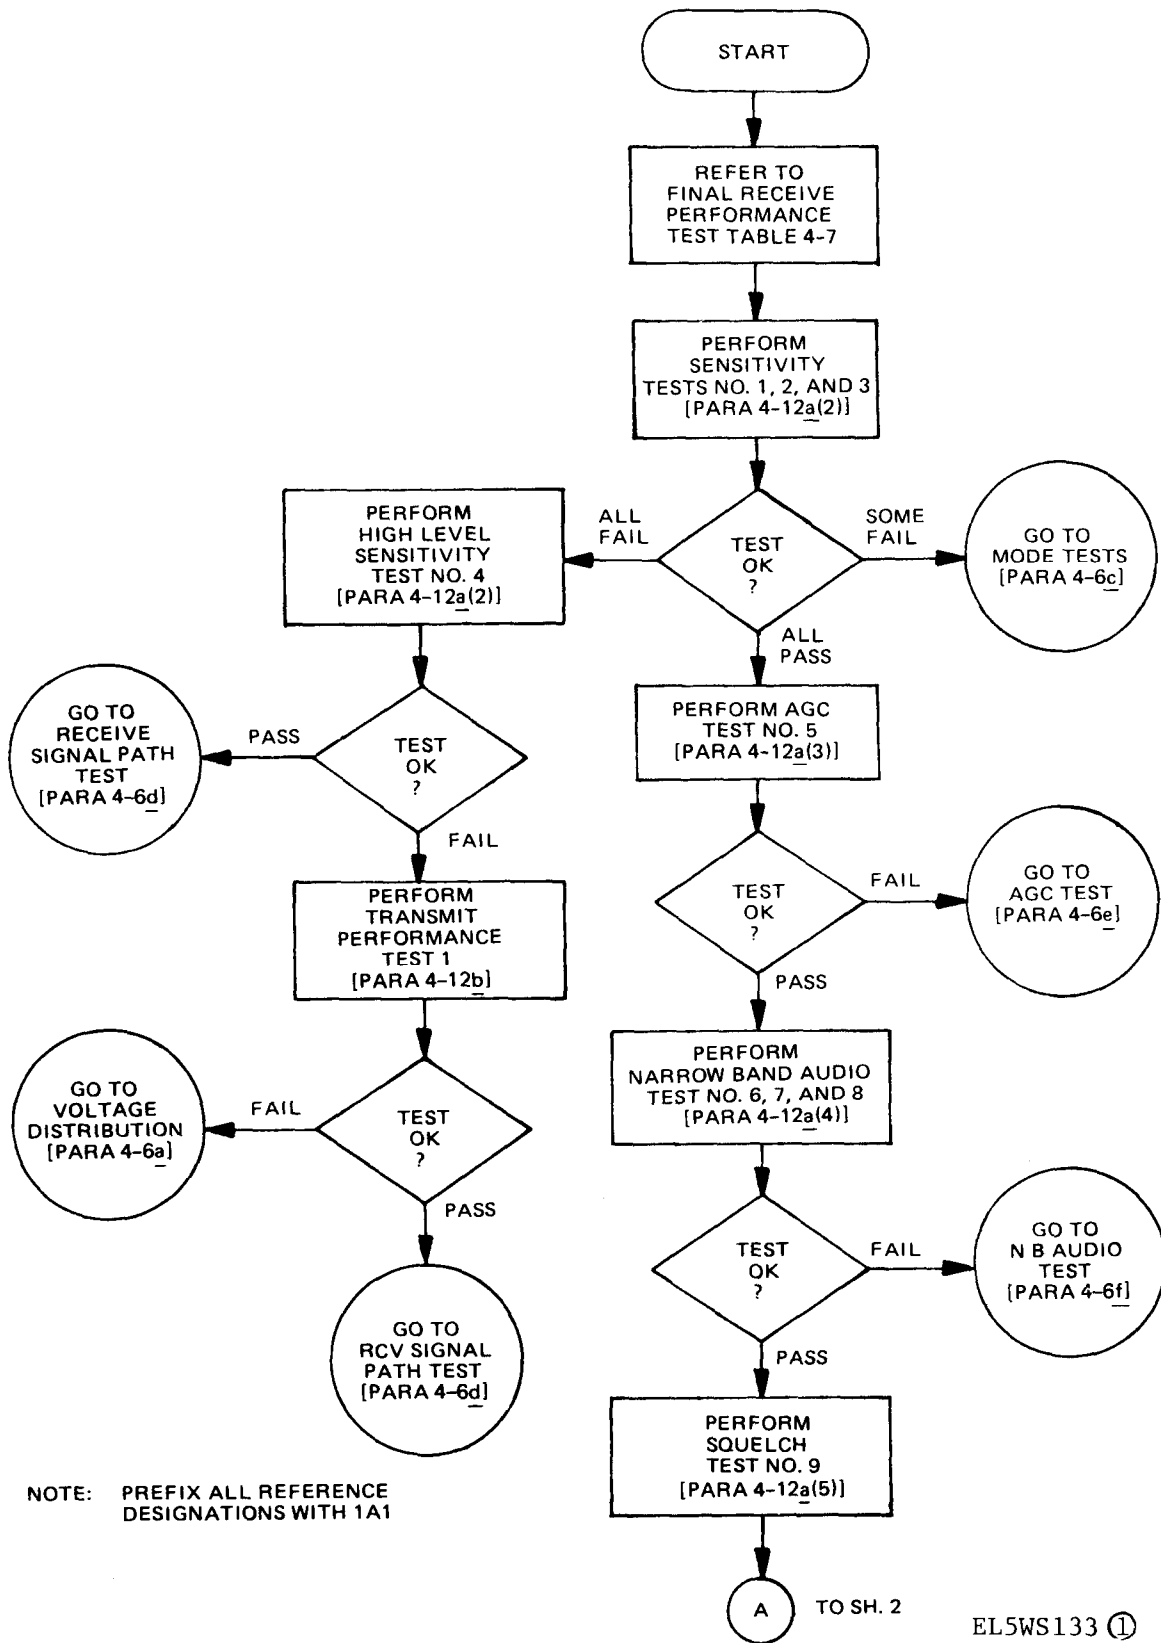 START
REFER TO
FINAL RECEIVE
PERFORMANCE
TEST TABLE 4-7
PERFORM
SENSITIVITY
TESTS NO. 1, 2, AND 3
[PARA 4-12a(2)]
TEST
OK
?
ALL
FAIL
SOME
FAIL
ALL
PASS
GO TO
MODE TESTS
[PARA 4-6c]
PERFORM
HIGH LEVEL
SENSITIVITY
TEST NO. 4
[PARA 4-12a(2)]
TEST
OK
?
PASS
FAIL
GO TO
RECEIVE
SIGNAL PATH
TEST
[PARA 4-6d]
PERFORM
TRANSMIT
PERFORMANCE
TEST 1
[PARA 4-12b]
TEST
OK
?
FAIL
PASS
GO TO
VOLTAGE
DISTRIBUTION
[PARA 4-6a]
GO TO
RCV SIGNAL
PATH TEST
[PARA 4-6d]
PERFORM AGC
TEST NO. 5
[PARA 4-12a(3)]
TEST
OK
?
FAIL
PASS
GO TO
AGC TEST
[PARA 4-6e]
PERFORM
NARROW BAND AUDIO
TEST NO. 6, 7, AND 8
[PARA 4-12a(4)]
TEST
OK
?
FAIL
PASS
GO TO
N B AUDIO
TEST
[PARA 4-6f]
PERFORM
SQUELCH
TEST NO. 9
[PARA 4-12a(5)]
A
TO SH. 2
NOTE: PREFIX ALL REFERENCE
DESIGNATIONS WITH 1A1
EL5WS133 ①